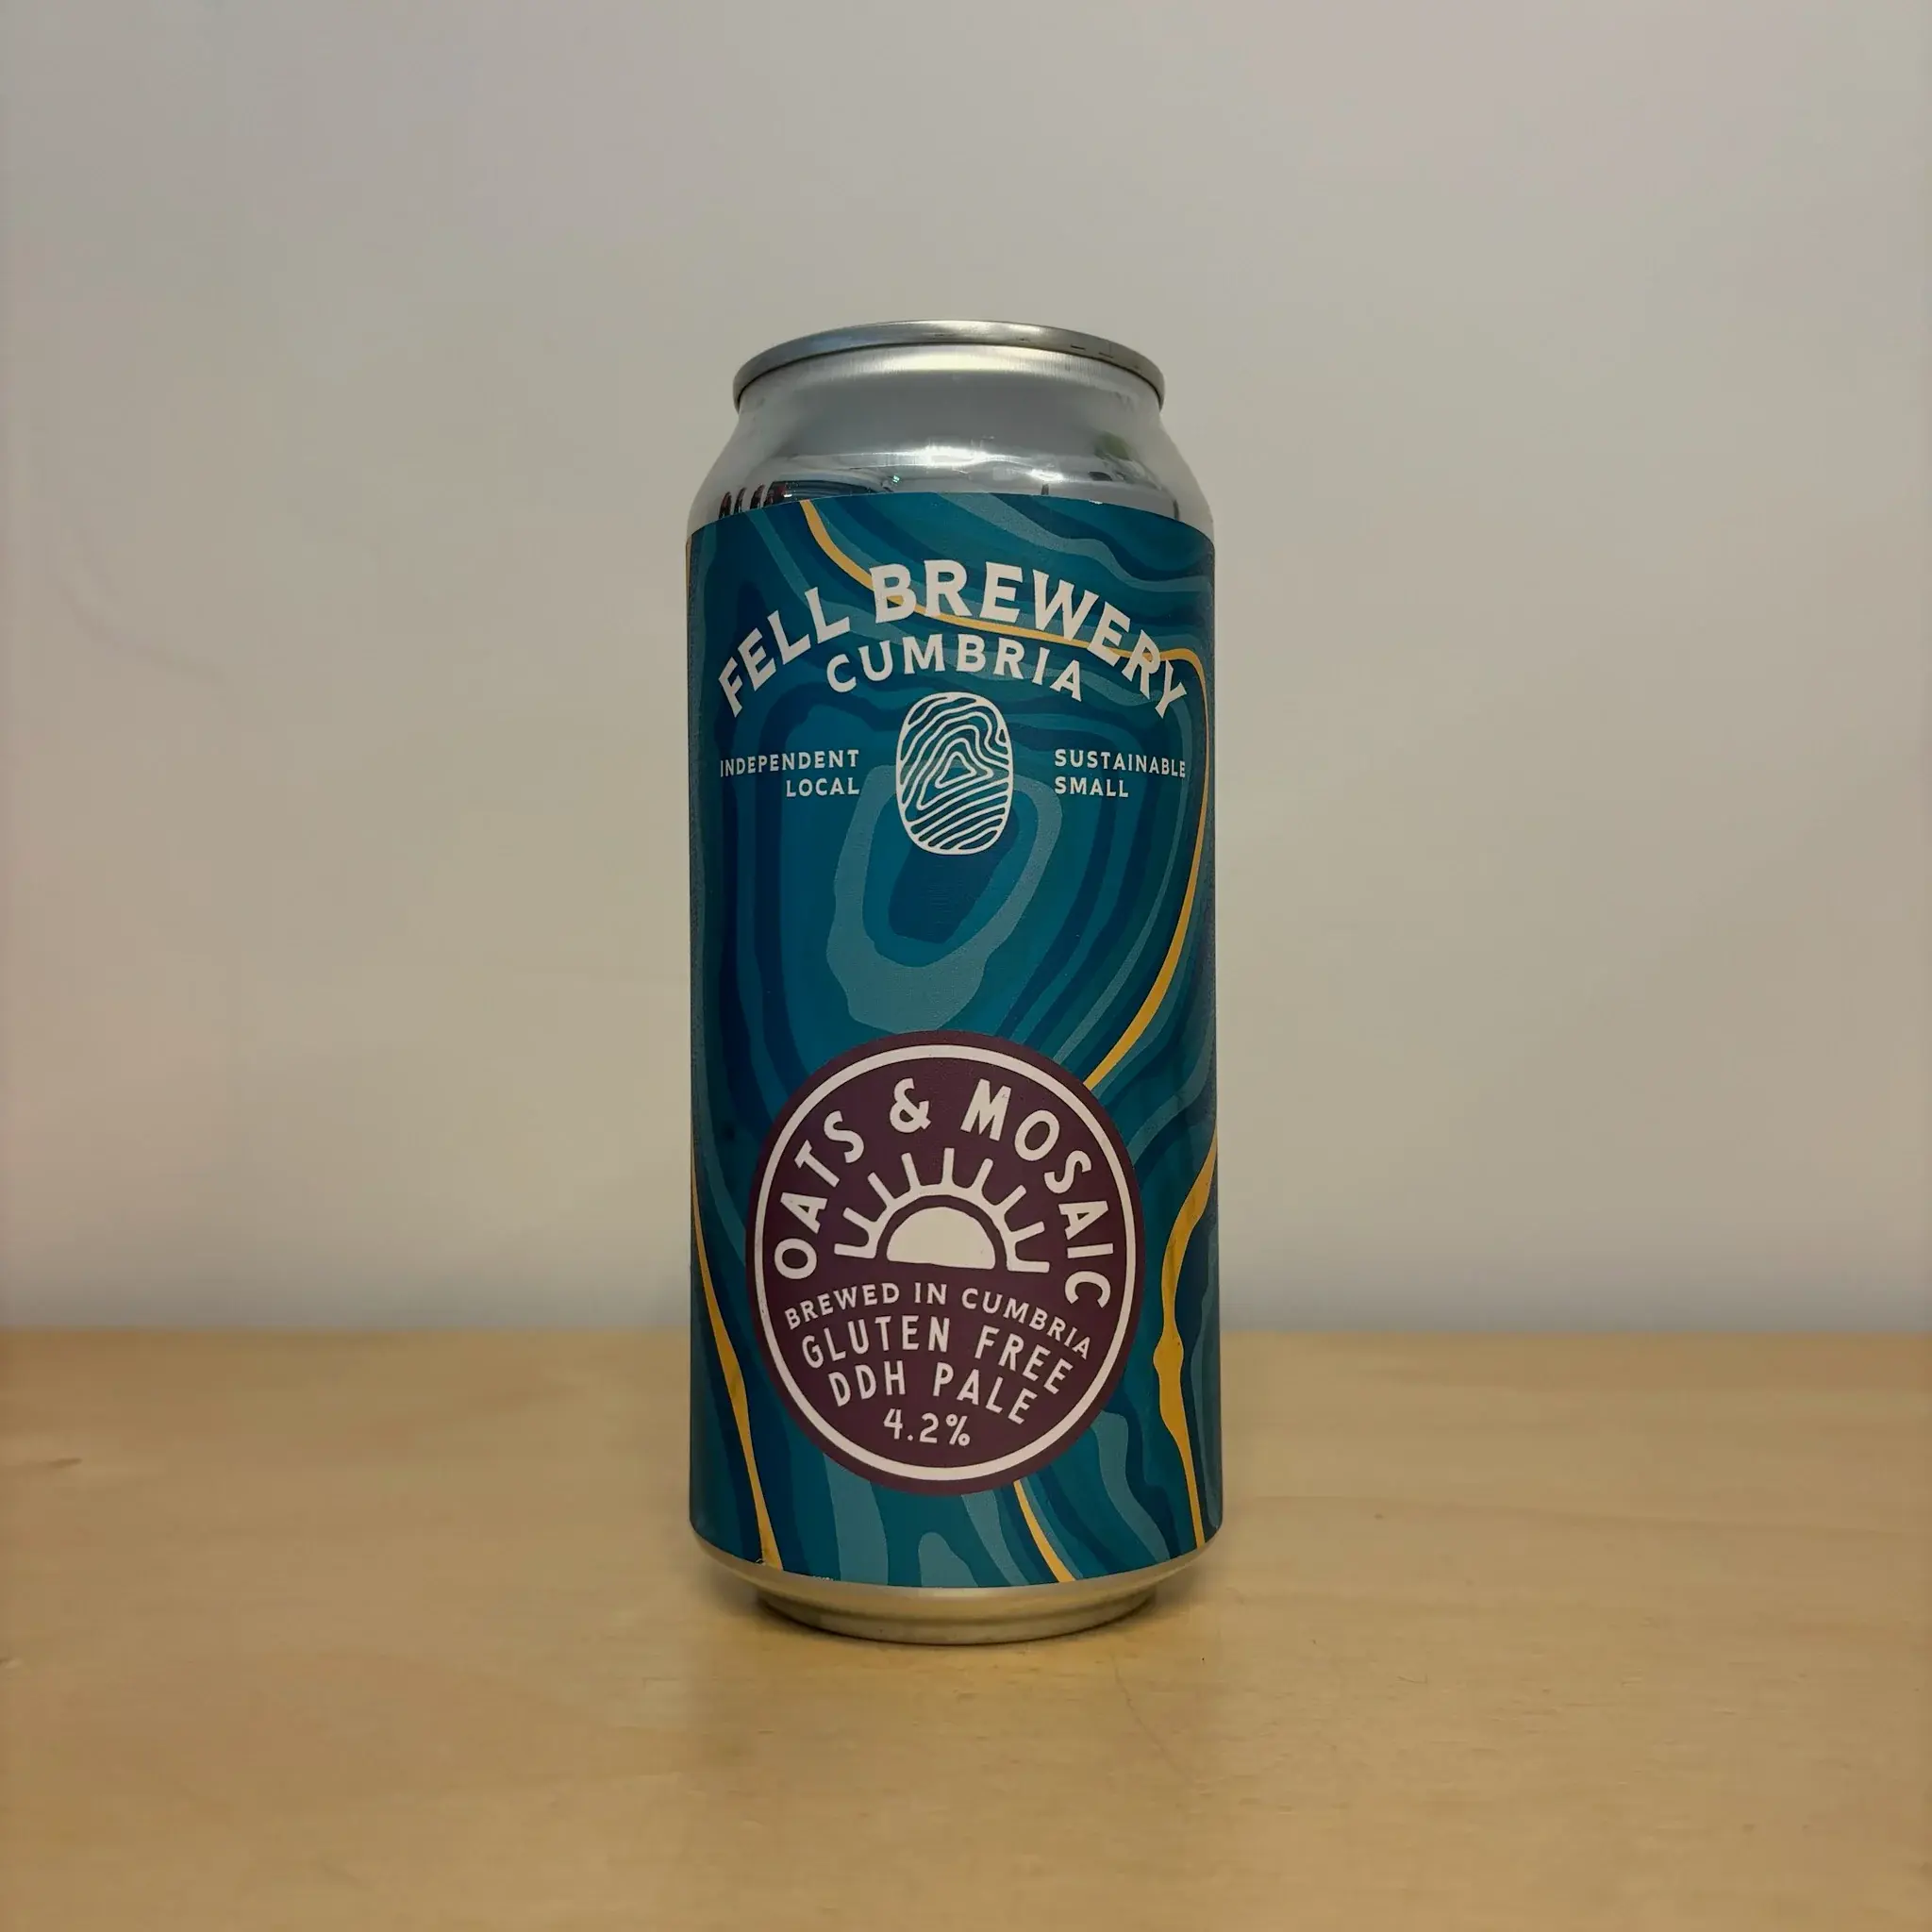 FELL BREWERY
CUMBRIA
INDEPENDENT
LOCAL
SUSTAINABLE
SMALL
OATS & MOSAIC
BREWED IN CUMBRIA
GLUTEN FREE
DDH PALE
4.2%